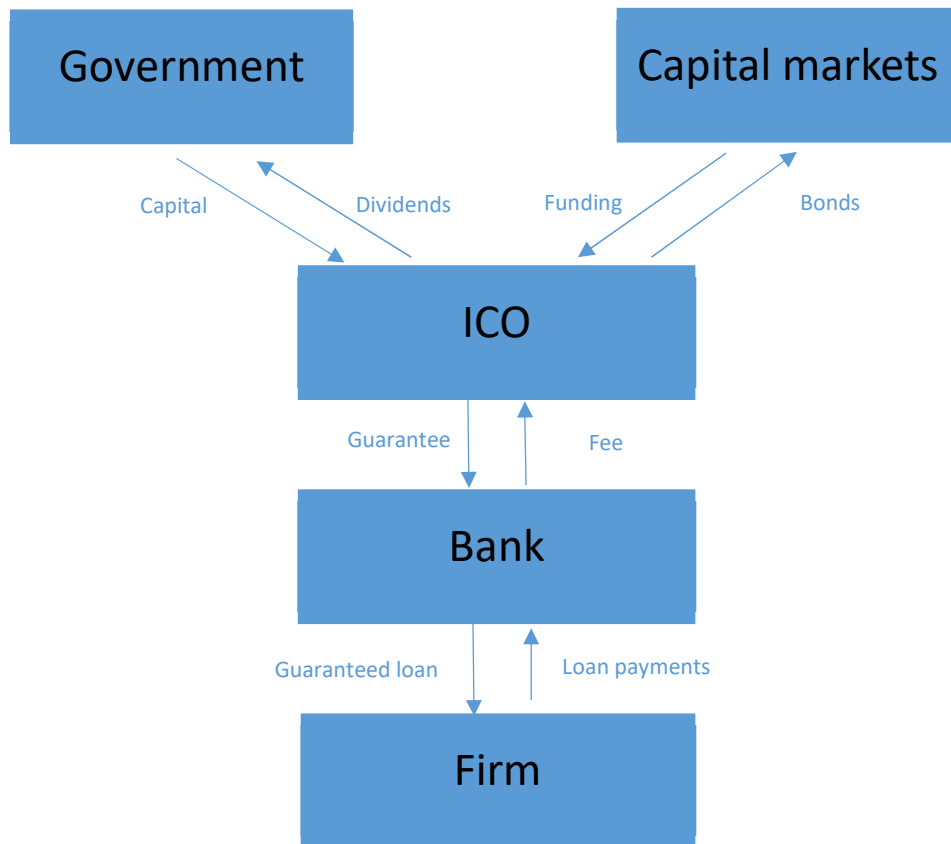 Government
Capital markets
Capital
Dividends
Funding
Bonds
ICO
Guarantee
Fee
Bank
Guaranteed loan
Loan payments
Firm